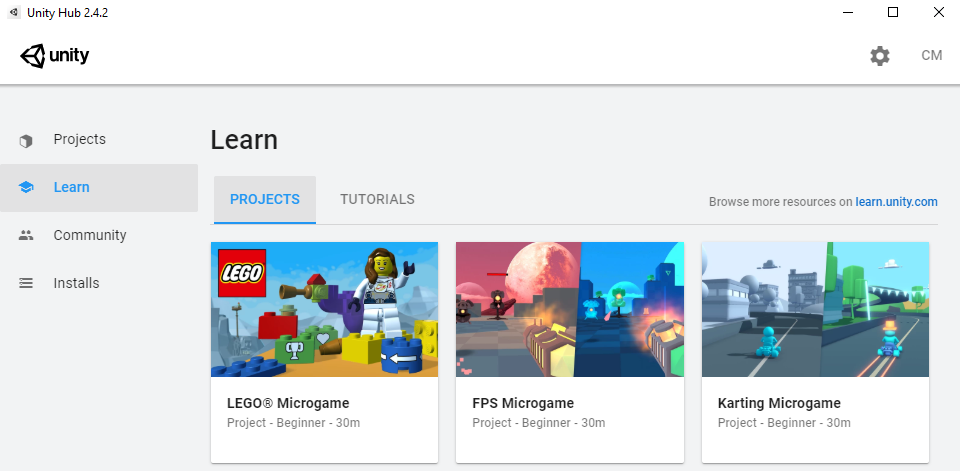 Unity Hub 2.4.2
unity
CM
Projects
Learn
Community
Installs
Learn
PROJECTS
TUTORIALS
Browse more resources on learn.unity.com
LEGO
LEGO® Microgame
Project - Beginner - 30m
FPS Microgame
Project - Beginner - 30m
Karting Microgame
Project - Beginner - 30m